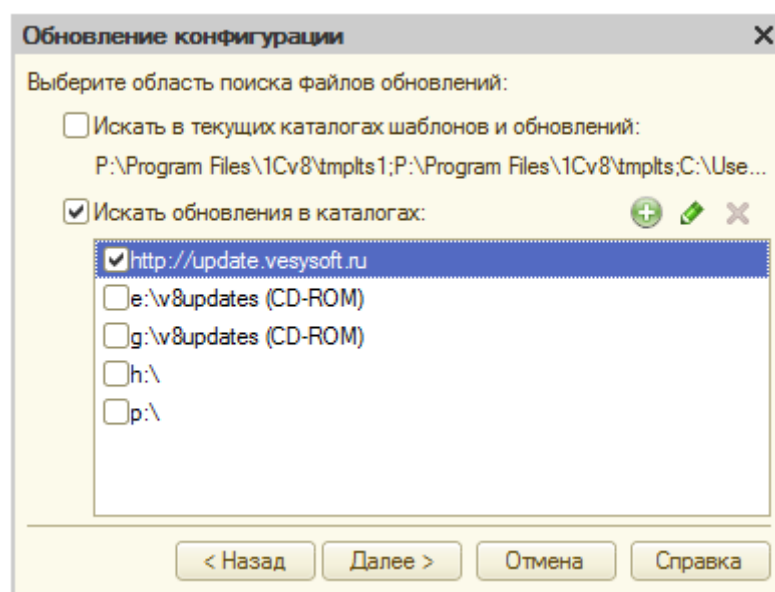 Обновление конфигурации
Выберите область поиска файлов обновлений:
Искать в текущих каталогах шаблонов и обновлений:
P:\Program Files\1Cv8\tmplts1;P:\Program Files\1Cv8\tmplts;C:\Use...
Искать обновления в каталогах:
http://update.vesysoft.ru
e:\v8updates (CD-ROM)
g:\v8updates (CD-ROM)
h:\
p:\
< Назад Далее > Отмена Справка